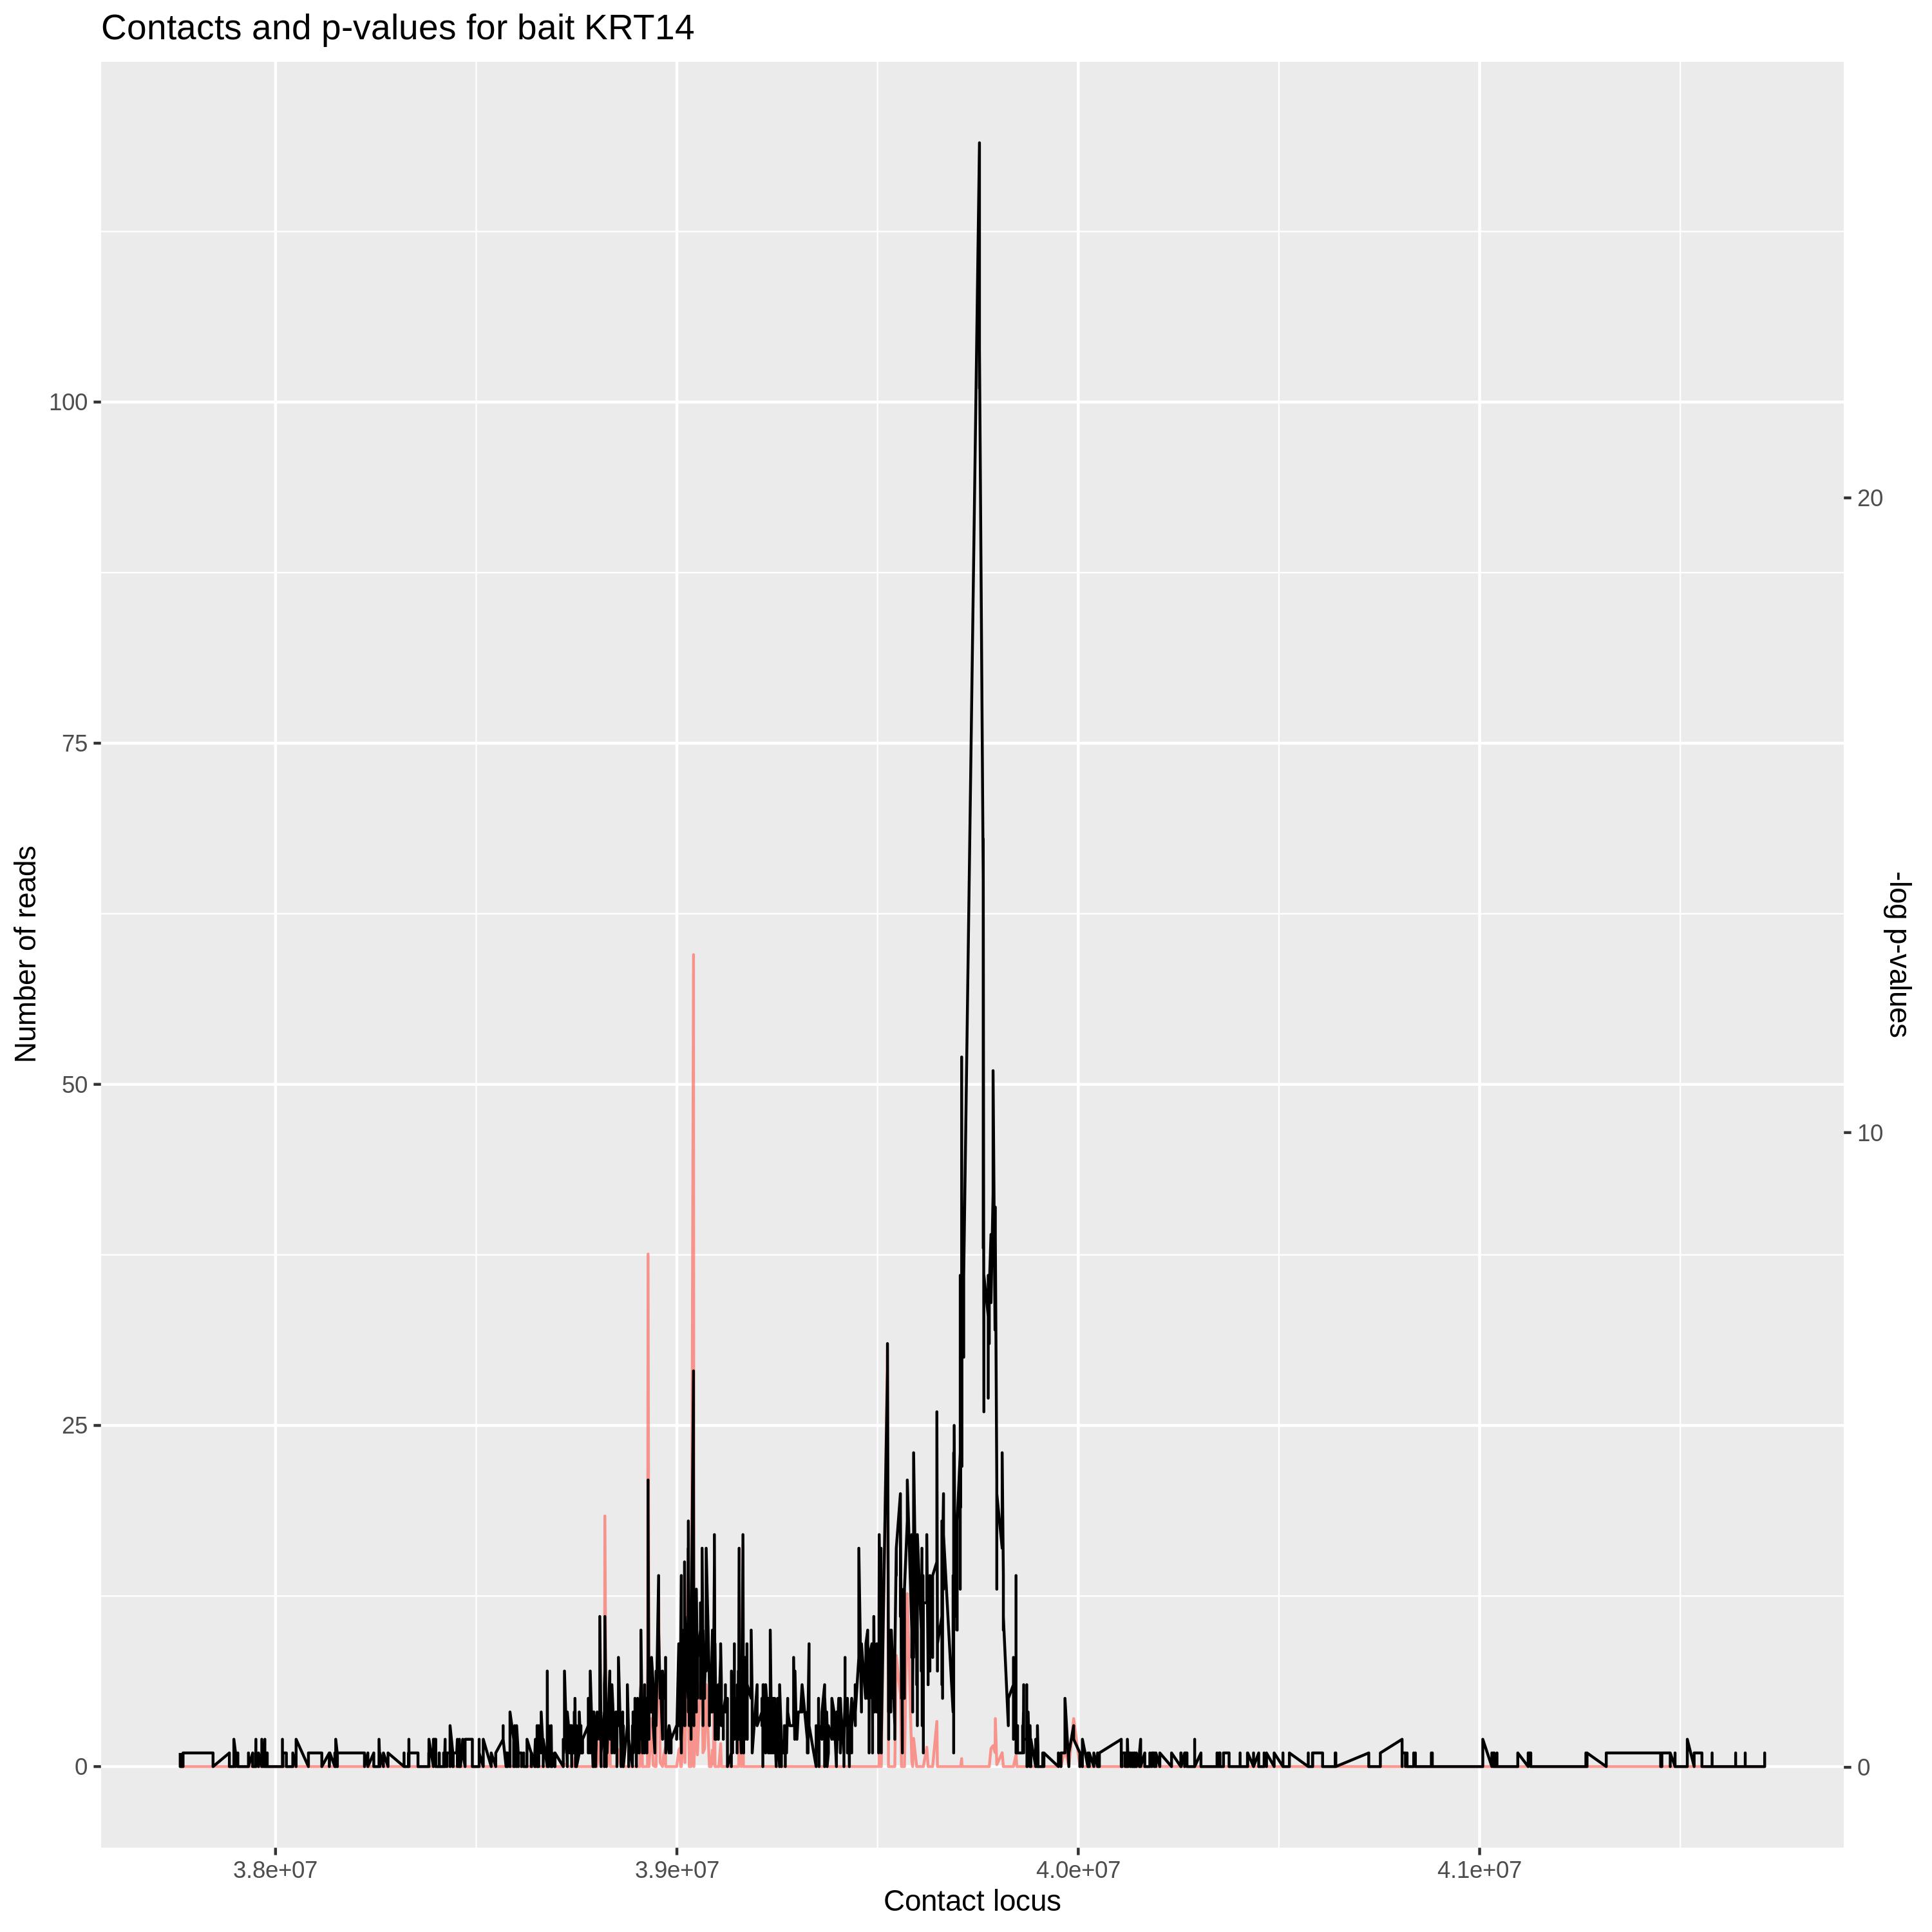 Contacts and p-values for bait KRT14
Number of reads
100
75
50
25
0
20
10
0
-log p-values
3.8e+07
3.9e+07
4.0e+07
4.1e+07
Contact locus